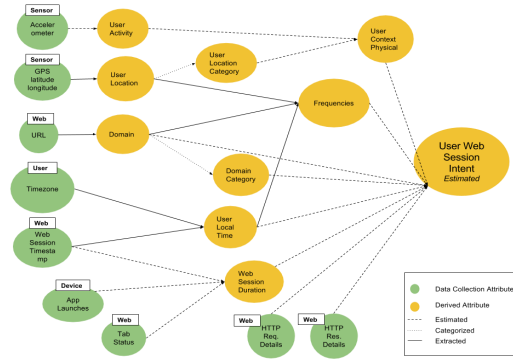 Sensor
Acceler
ometer
User
Activity
User
Context
Physical
Sensor
GPS
latitude
longitude
User
Location
User
Location
Category
Frequencies
Web
URL
Domain
User Web
Session
Intent
Estimated
Domain
Category
User
Timezone
User
Local
Time
Web
Web
Session
Timesta
mp
Web
Session
Duration
Device
App
Launches
Web
Tab
Status
Web
HTTP
Req.
Details
Web
HTTP
Res.
Details
Data Collection Attribute
Derived Attribute
Estimated
Categorized
Extracted